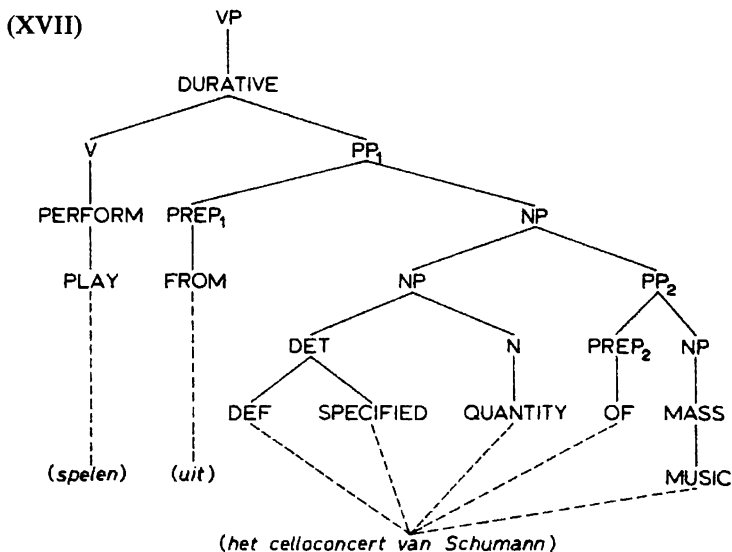 (XVII)
VP
DURATIVE
V PP₁
PERFORM PREP₁ NP
PLAY FROM NP PP₂
DET N PREP₂ NP
DEF SPECIFIED QUANTITY OF MASS
(spelen) (uit) MUSIC
(het celloconcert van Schumann)